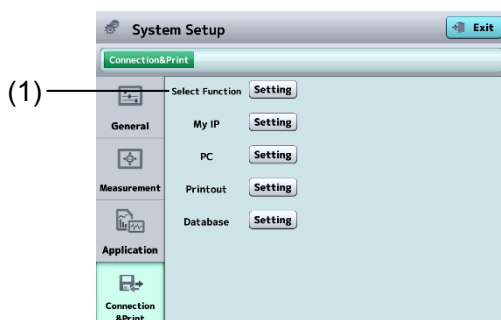 System Setup
Exit
Connection&Print
(1)
Select Function Setting
General
My IP Setting
PC Setting
Measurement
Printout Setting
Database Setting
Application
Connection
&Print